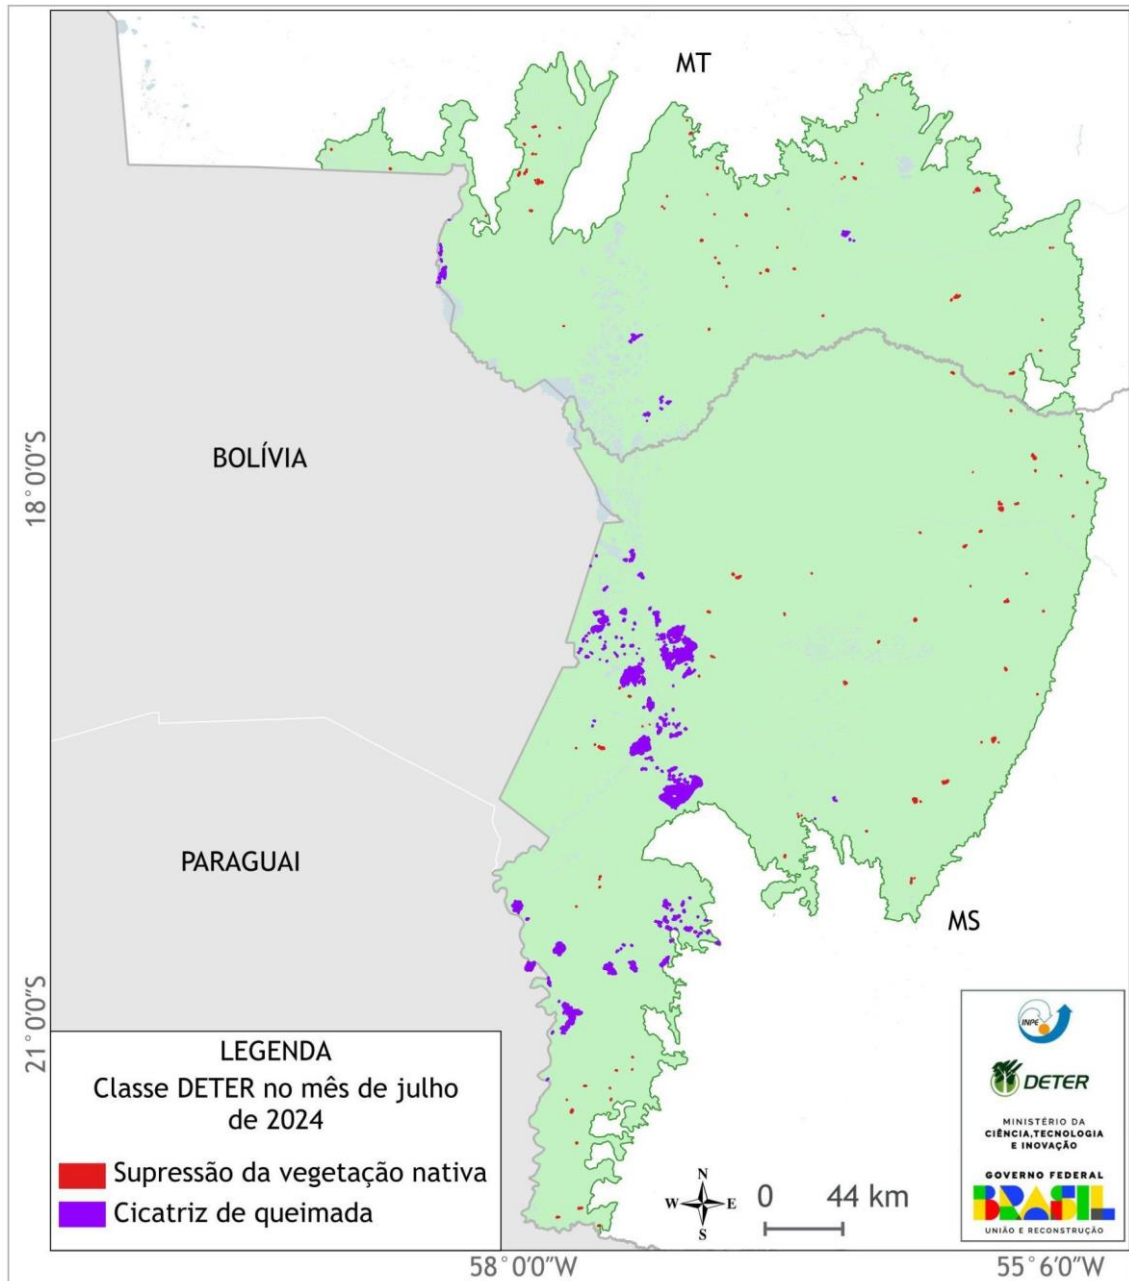 MT
BOLÍVIA
18°0'0"S
PARAGUAI
MS
21°0'0"S
LEGENDA
Classe DETER no mês de julho
de 2024
Supressão da vegetação nativa
Cicatriz de queimada
N
W
E
S
0 44 km
INPE
DETER
MINISTÉRIO DA
CIÊNCIA, TECNOLOGIA
E INOVAÇÃO
GOVERNO FEDERAL
BRASIL
UNIÃO E RECONSTRUÇÃO
58°0'0"W
55°6'0"W